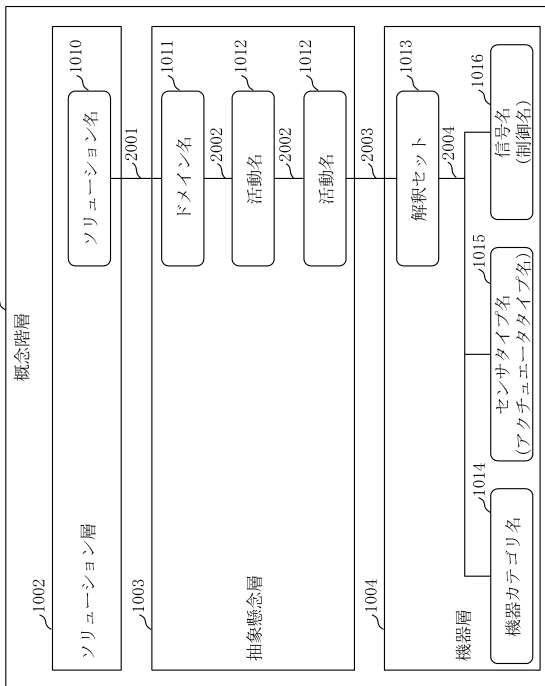 概念階層
1002
ソリューション層
1010
ソリューション名
2001
1003
抽象懸念層
1011
ドメイン名
2002
1012
活動名
2002
1012
活動名
2003
1004
機器層
1013
解釈セット
2004
1014
機器カテゴリ名
1015
センサタイプ名
(アクチュエータタイプ名)
1016
信号名
(制御名)